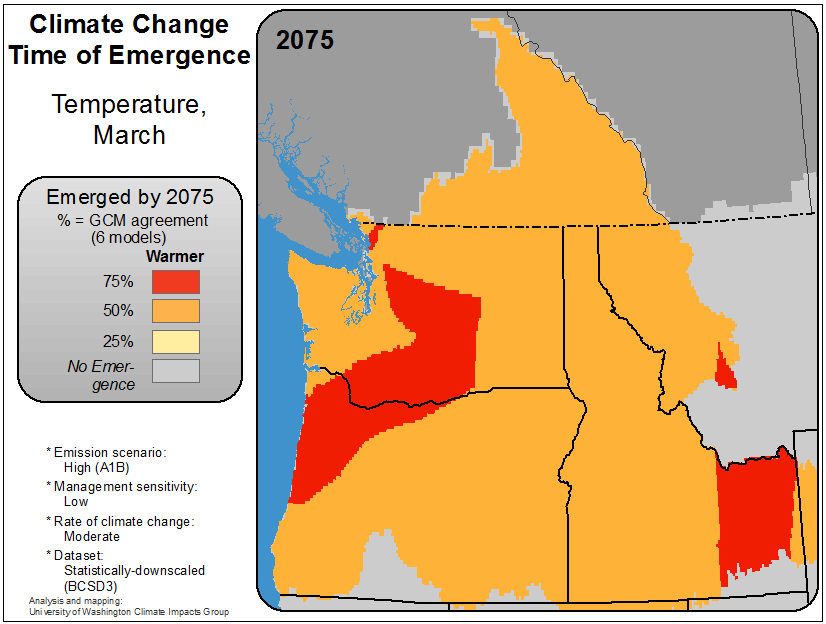 Climate Change
Time of Emergence
Temperature,
March
Emerged by 2075
% = GCM agreement
(6 models)
Warmer
75%
50%
25%
No Emer-
gence
* Emission scenario:
High (A1B)
* Management sensitivity:
Low
* Rate of climate change:
Moderate
* Dataset:
Statistically-downscaled
(BCSD3)
Analysis and mapping:
University of Washington Climate Impacts Group
2075